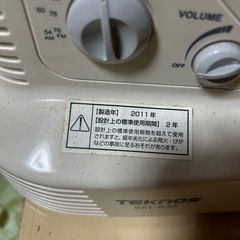 60 76
VOLUME
54 76
AM FM
【製造年】 2011年
【設計上の標準使用期間】 2年
設計上の標準使用期間を超えて使用
されますと、経年劣化による発火・けが
などの事故に至るおそれがあります。
TEKNOS